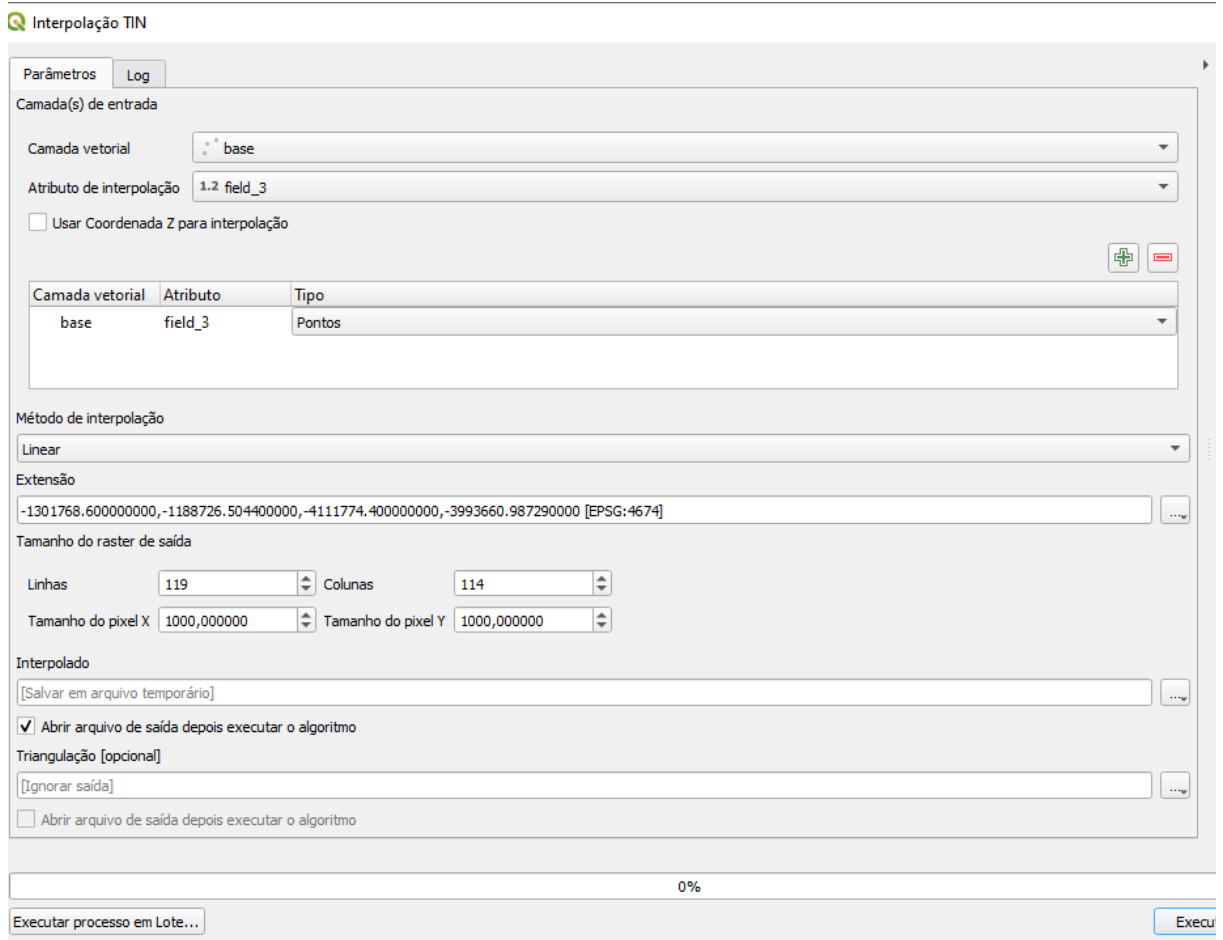 Interpolação TIN
Parâmetros Log
Camada(s) de entrada
Camada vetorial base
Atributo de interpolação 1.2 field_3
Usar Coordenada Z para interpolação
Camada vetorial Atributo Tipo
base field_3 Pontos
Método de interpolação
Linear
Extensão
-1301768.600000000,-1188726.504400000,-4111774.400000000,-3993660.987290000 [EPSG:4674]
...
Tamanho do raster de saída
Linhas 119 Colunas 114
Tamanho do pixel X 1000,000000 Tamanho do pixel Y 1000,000000
Interpolado
[Salvar em arquivo temporário]
...
Abrir arquivo de saída depois executar o algoritmo
Triangulação [opcional]
[Ignorar saída]
...
Abrir arquivo de saída depois executar o algoritmo
0%
Executar processo em Lote... Execu